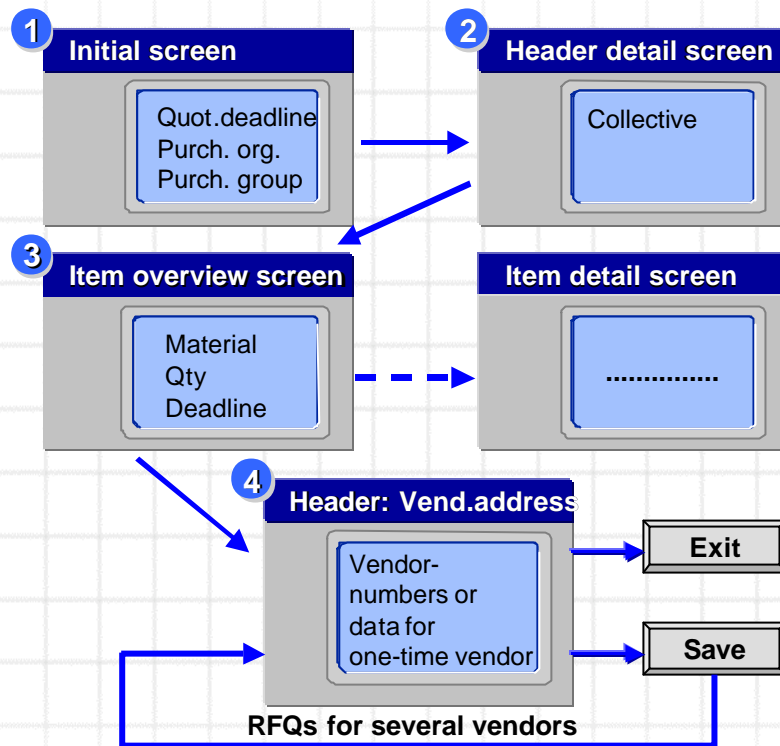 1
Initial screen
Quot.deadline
Purch. org.
Purch. group
2
Header detail screen
Collective
3
Item overview screen
Material
Qty
Deadline
Item detail screen
...............
4
Header: Vend.address
Vendor-
numbers or
data for
one-time vendor
Exit
Save
RFQs for several vendors